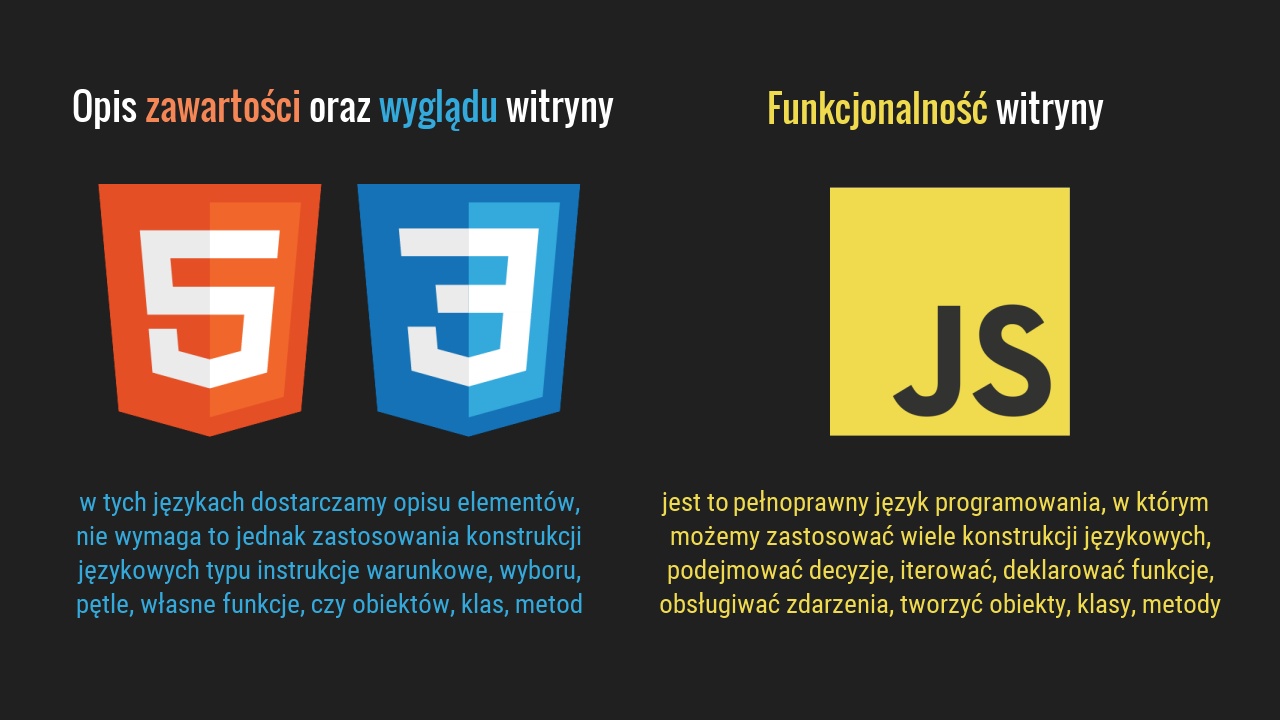 Opis zawartości oraz wyglądu witryny
5
3
w tych językach dostarczamy opisu elementów,
nie wymaga to jednak zastosowania konstrukcji
językowych typu instrukcje warunkowe, wyboru,
pętle, własne funkcje, czy obiektów, klas, metod
Funkcjonalność witryny
JS
jest to pełnoprawny język programowania, w którym
możemy zastosować wiele konstrukcji językowych,
podejmować decyzje, iterować, deklarować funkcje,
obsługiwać zdarzenia, tworzyć obiekty, klasy, metody